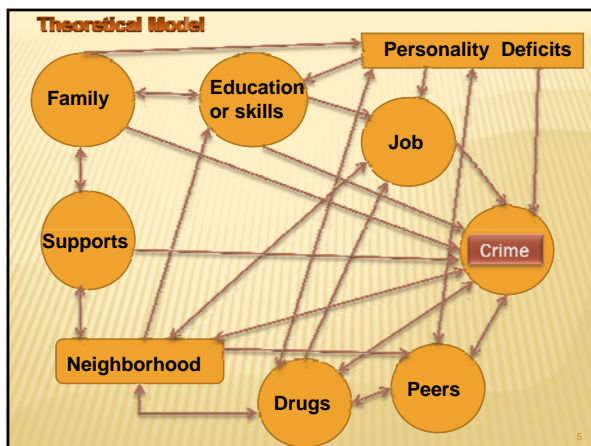 Theoretical Model
Personality Deficits
Family
Education
or skills
Job
Supports
Crime
Neighborhood
Drugs
Peers
5